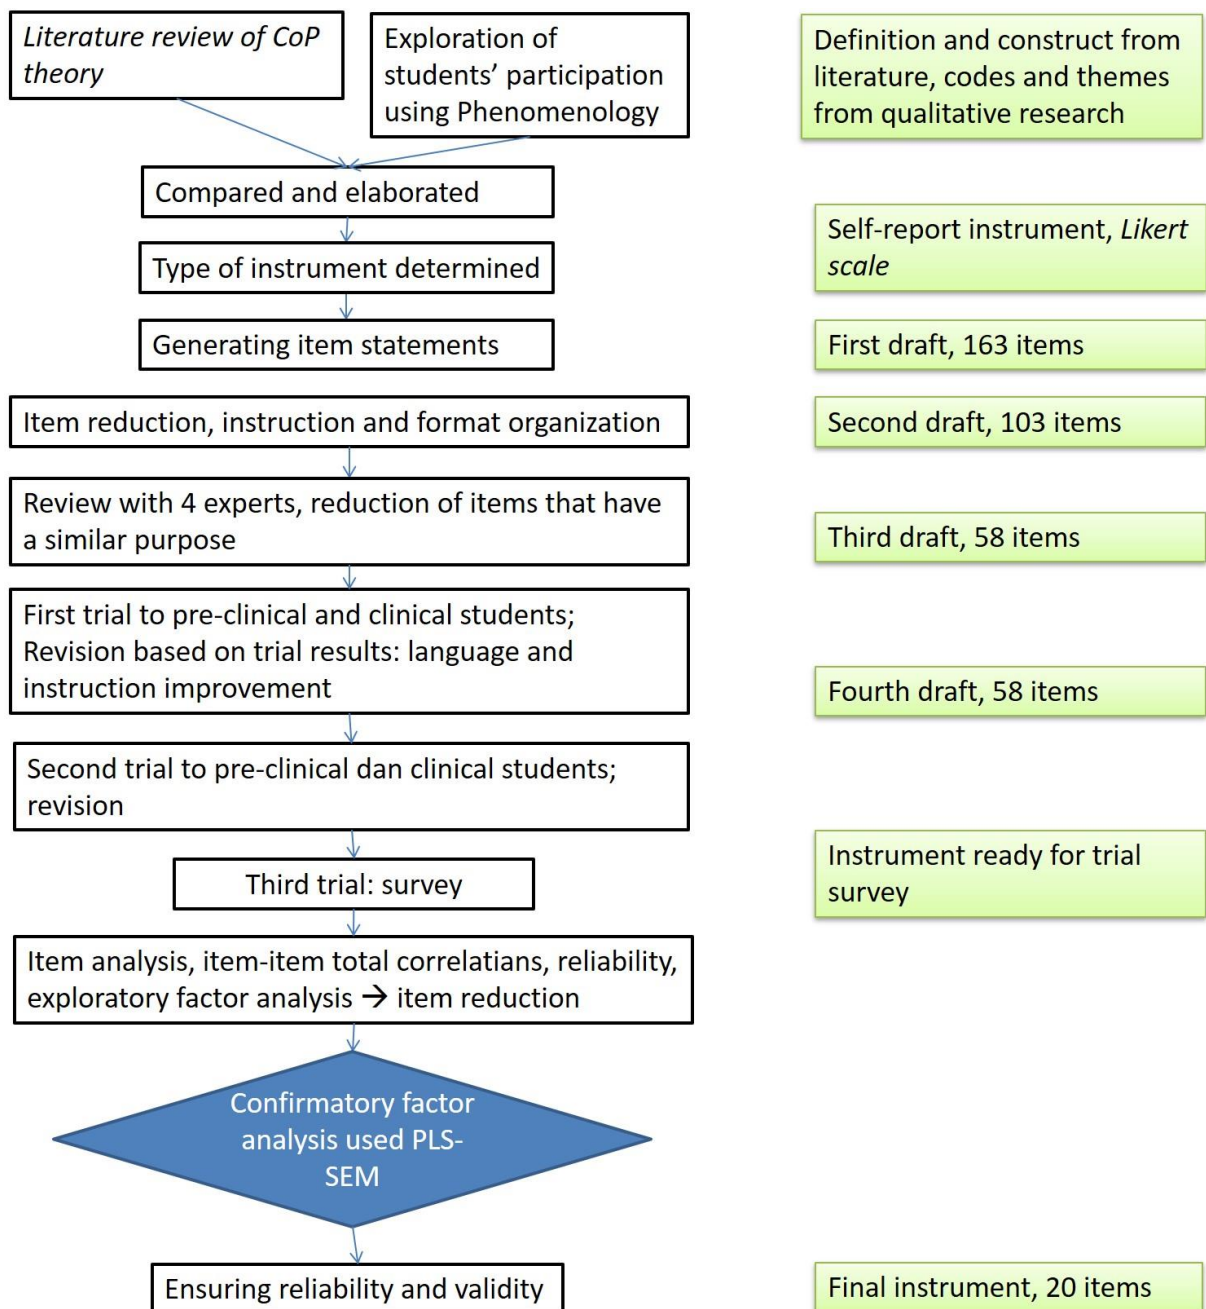 Literature review of CoP
theory
Exploration of
students’ participation
using Phenomenology
Definition and construct from
literature, codes and themes
from qualitative research
Compared and elaborated
Self-report instrument, Likert
scale
Type of instrument determined
Generating item statements
First draft, 163 items
Item reduction, instruction and format organization
Second draft, 103 items
Review with 4 experts, reduction of items that have
a similar purpose
Third draft, 58 items
First trial to pre-clinical and clinical students;
Revision based on trial results: language and
instruction improvement
Fourth draft, 58 items
Second trial to pre-clinical dan clinical students;
revision
Instrument ready for trial
survey
Third trial: survey
Item analysis, item-item total correlatians, reliability,
exploratory factor analysis → item reduction
Confirmatory factor
analysis used PLS-
SEM
Ensuring reliability and validity
Final instrument, 20 items